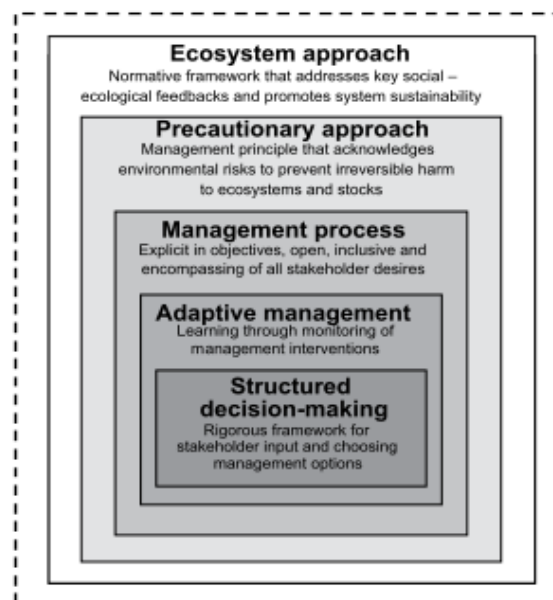 Ecosystem approach
Normative framework that addresses key social –
ecological feedbacks and promotes system sustainability
Precautionary approach
Management principle that acknowledges
environmental risks to prevent irreversible harm
to ecosystems and stocks
Management process
Explicit in objectives, open, inclusive and
encompassing of all stakeholder desires
Adaptive management
Learning through monitoring of
management interventions
Structured
decision-making
Rigorous framework for
stakeholder input and choosing
management options